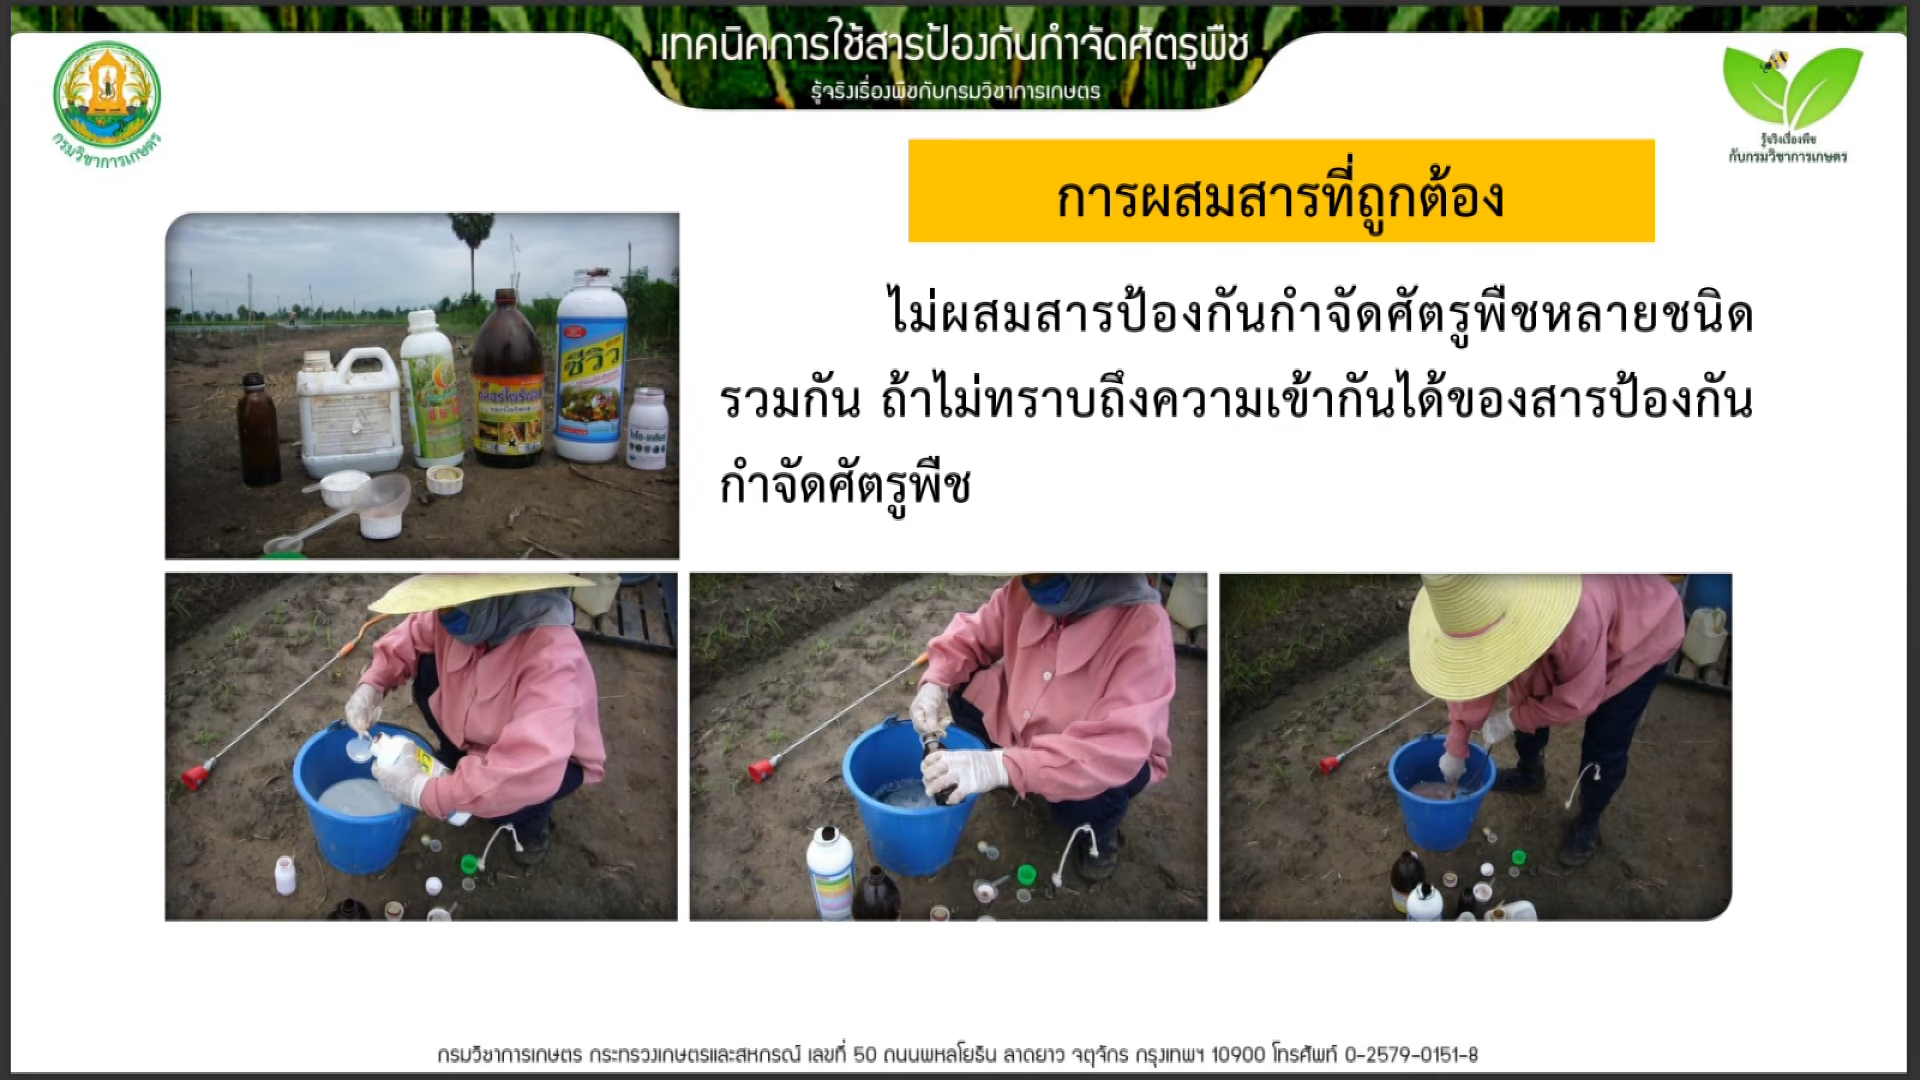 เทคนิคการใช้สารป้องกันกำจัดศัตรูพืช
รู้จริงเรื่องพืชกับกรมวิชาการเกษตร
กรมวิชาการเกษตร
รู้จริงเรื่องพืช
กับกรมวิชาการเกษตร
การผสมสารที่ถูกต้อง
ไม่ผสมสารป้องกันกำจัดศัตรูพืชหลายชนิด
รวมกัน ถ้าไม่ทราบถึงความเข้ากันได้ของสารป้องกัน
กำจัดศัตรูพืช
ซีวิว
กรมวิชาการเกษตร กระทรวงเกษตรและสหกรณ์ เลขที่ 50 ถนนพหลโยธิน ลาดยาว จตุจักร กรุงเทพฯ 10900 โทรศัพท์ 0-2579-0151-8